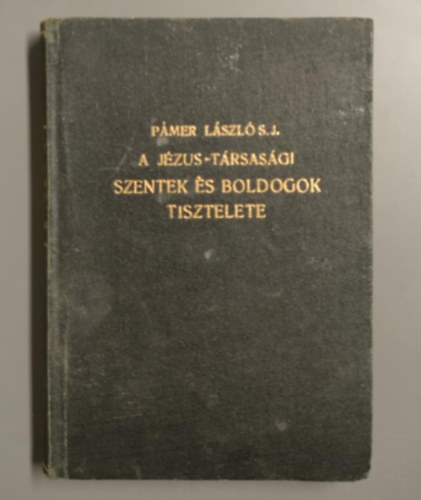 PÁMER LÁSZLÓ S.J.
A JÉZUS-TÁRSASÁGI
SZENTEK ÉS BOLDOGOK
TISZTELETE